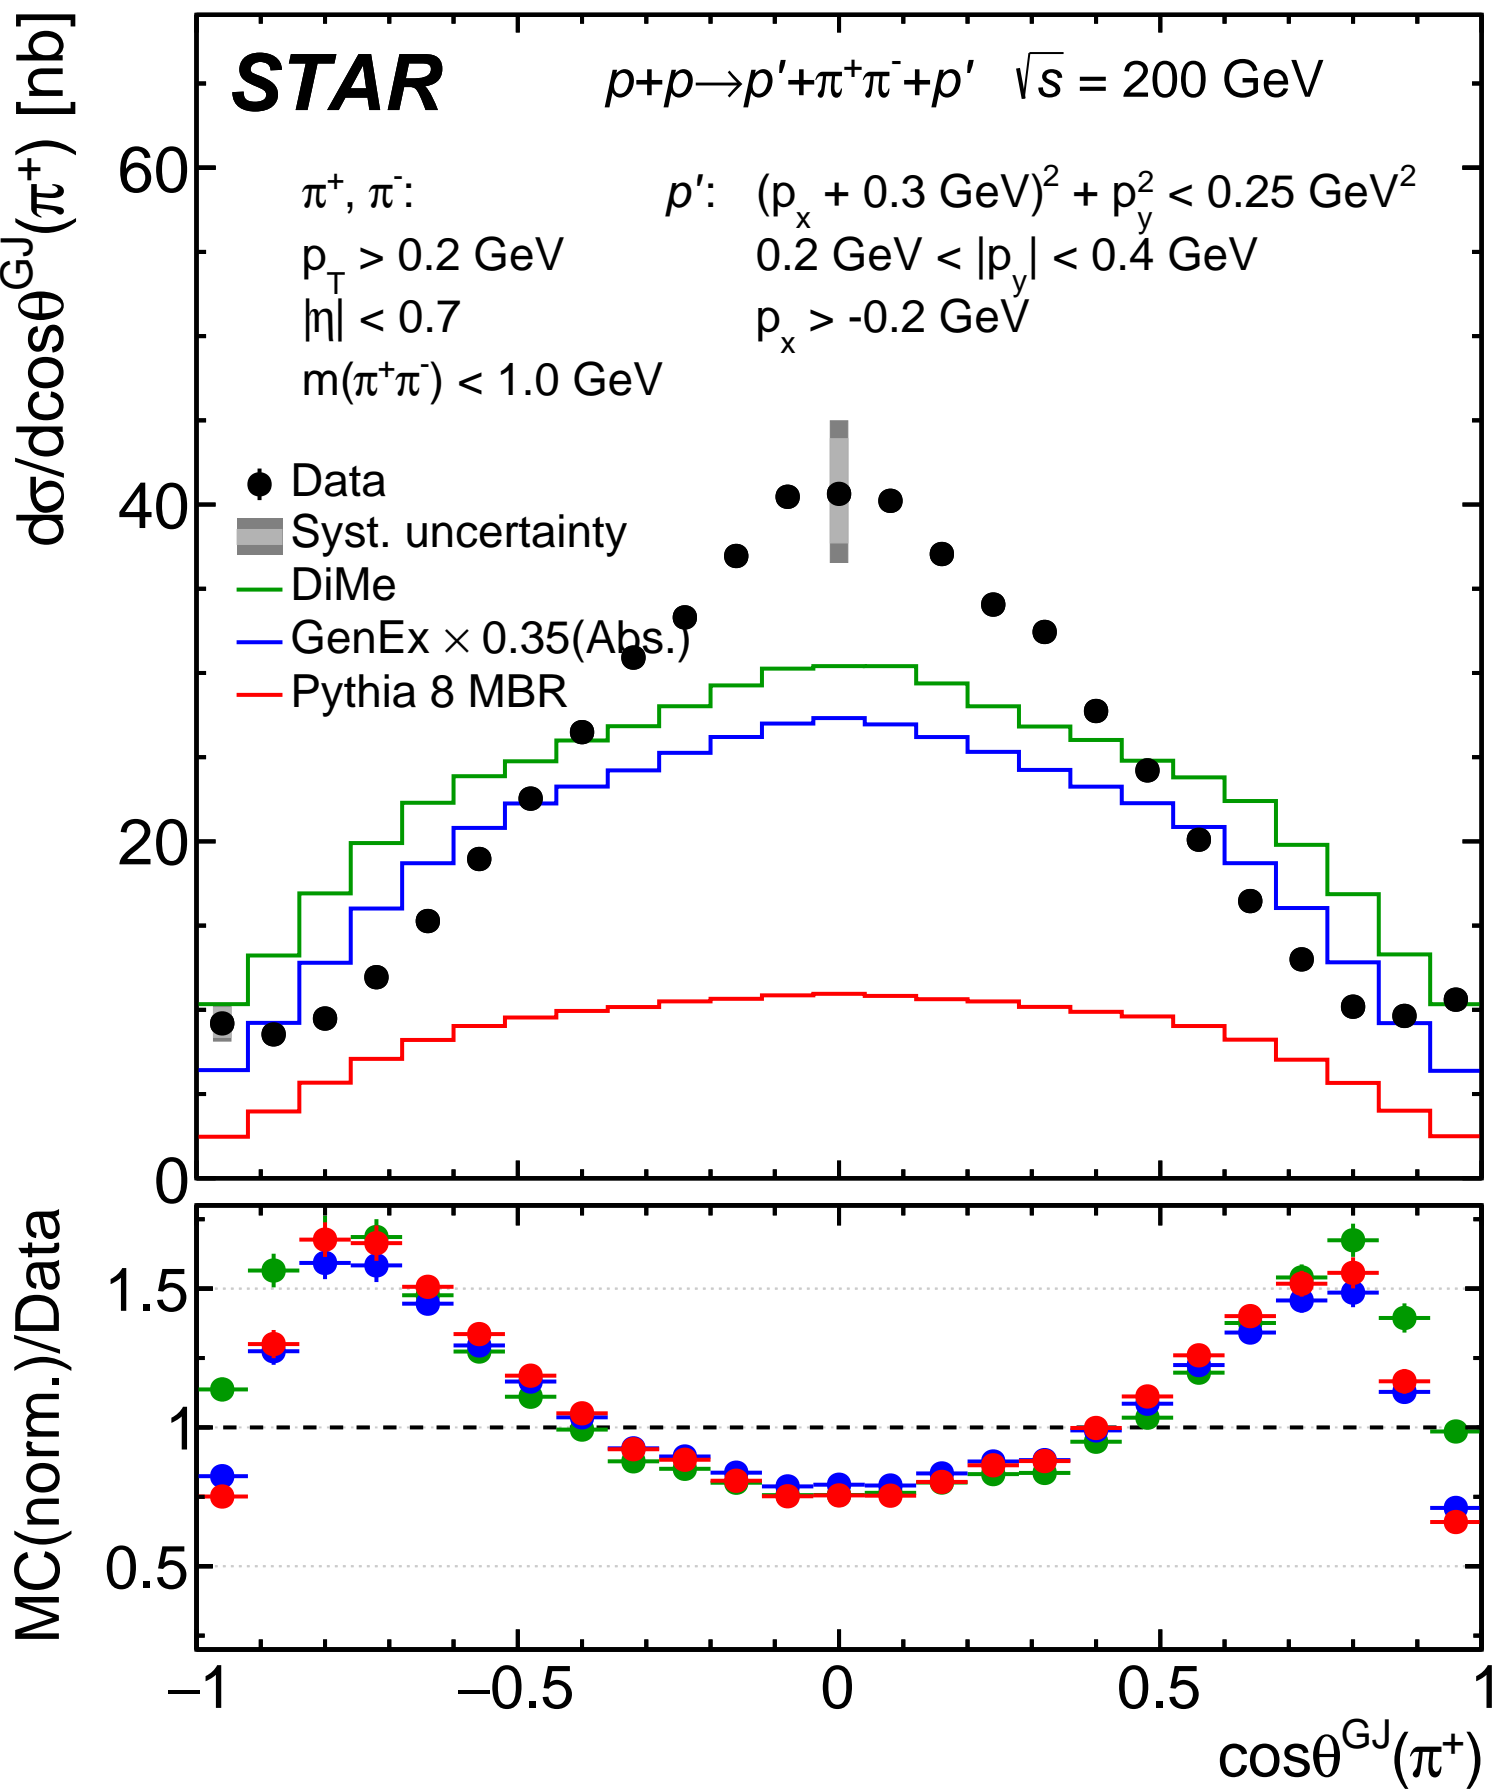 STAR p+p→p′+π⁺π⁻+p′ √s = 200 GeV
π⁺, π⁻: p′: (pₓ + 0.3 GeV)² + p_y² < 0.25 GeV²
p_T > 0.2 GeV 0.2 GeV < |p_y| < 0.4 GeV
|η| < 0.7 pₓ > -0.2 GeV
m(π⁺π⁻) < 1.0 GeV
Data
Syst. uncertainty
DiMe
GenEx × 0.35(Abs.)
Pythia 8 MBR
dσ/dcosθ^GJ(π⁺) [nb]
60
40
20
0
MC(norm.)/Data
1.5
1
0.5
−1 −0.5 0 0.5 1
cosθ^GJ(π⁺)